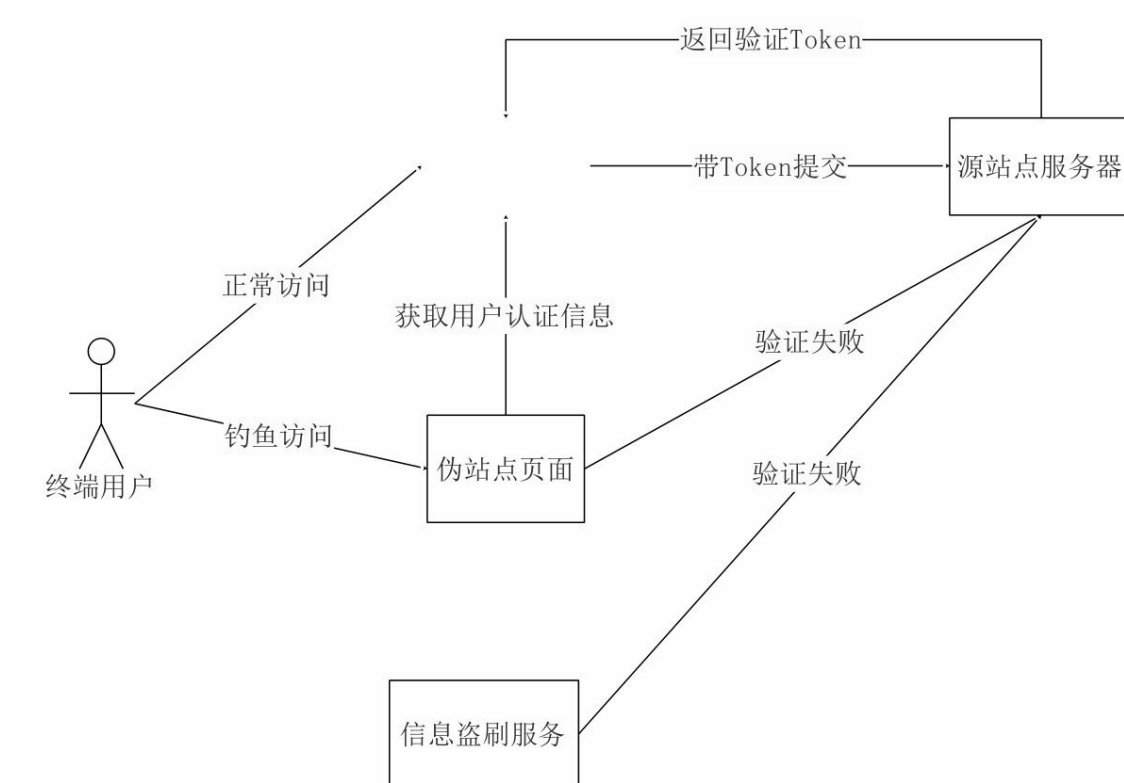 返回验证Token
带Token提交
源站点服务器
正常访问
获取用户认证信息
验证失败
钓鱼访问
伪站点页面
终端用户
验证失败
信息盗刷服务